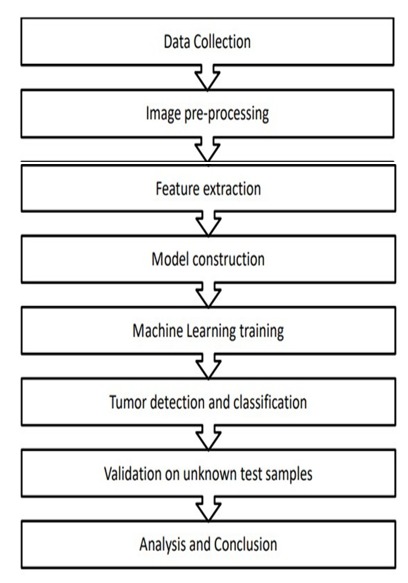 Data Collection
Image pre-processing
Feature extraction
Model construction
Machine Learning training
Tumor detection and classification
Validation on unknown test samples
Analysis and Conclusion